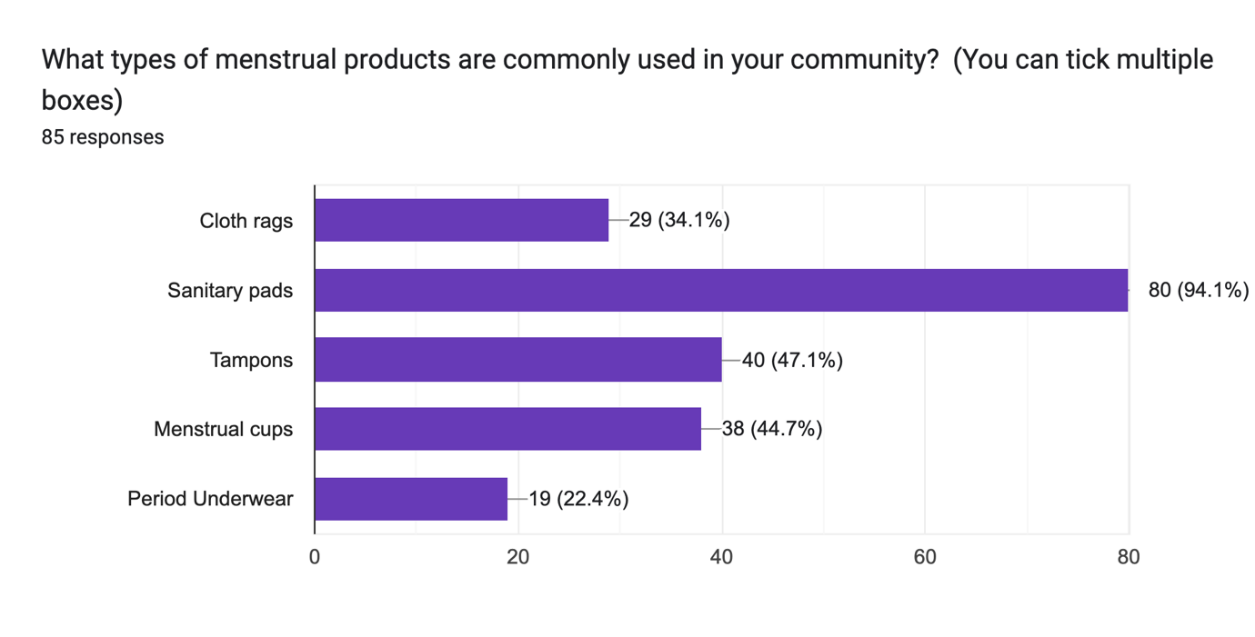 What types of menstrual products are commonly used in your community?  (You can tick multiple
boxes)
85 responses
Cloth rags
29 (34.1%)
Sanitary pads
80 (94.1%)
Tampons
40 (47.1%)
Menstrual cups
38 (44.7%)
Period Underwear
19 (22.4%)
0 20 40 60 80